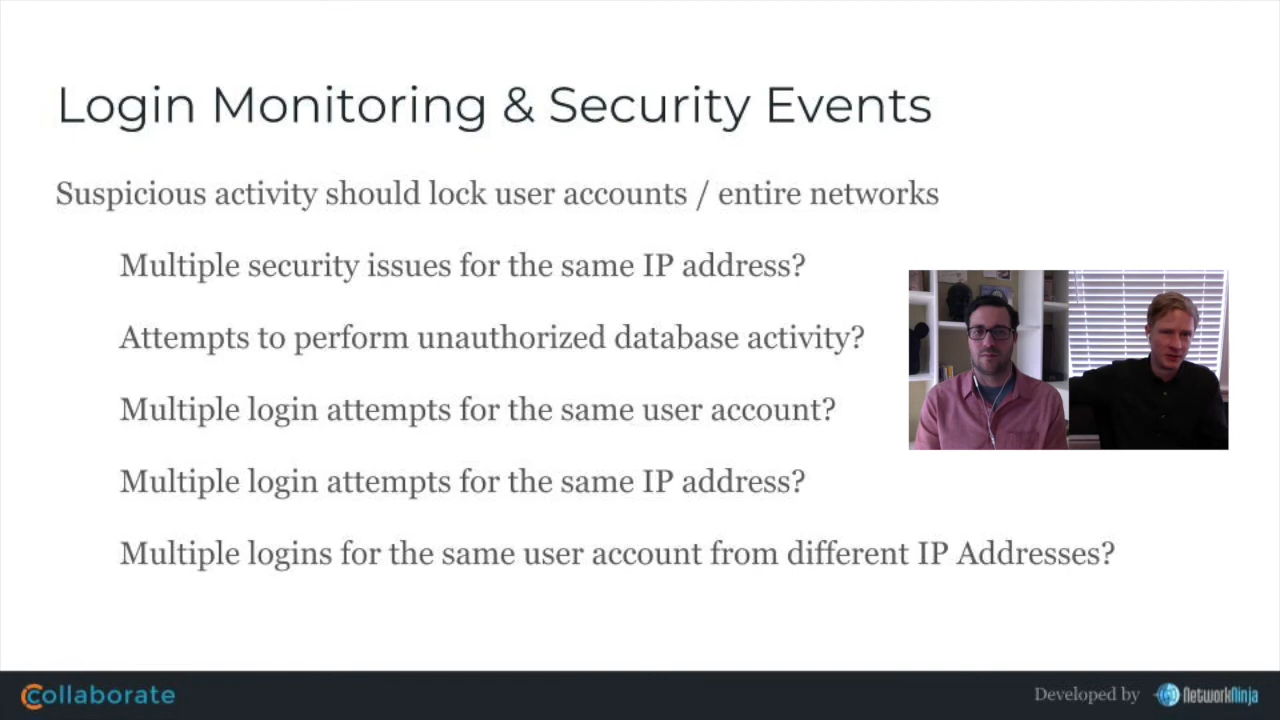 Login Monitoring & Security Events
Suspicious activity should lock user accounts / entire networks
Multiple security issues for the same IP address?
Attempts to perform unauthorized database activity?
Multiple login attempts for the same user account?
Multiple login attempts for the same IP address?
Multiple logins for the same user account from different IP Addresses?
Collaborate
Developed by NetworkNinja